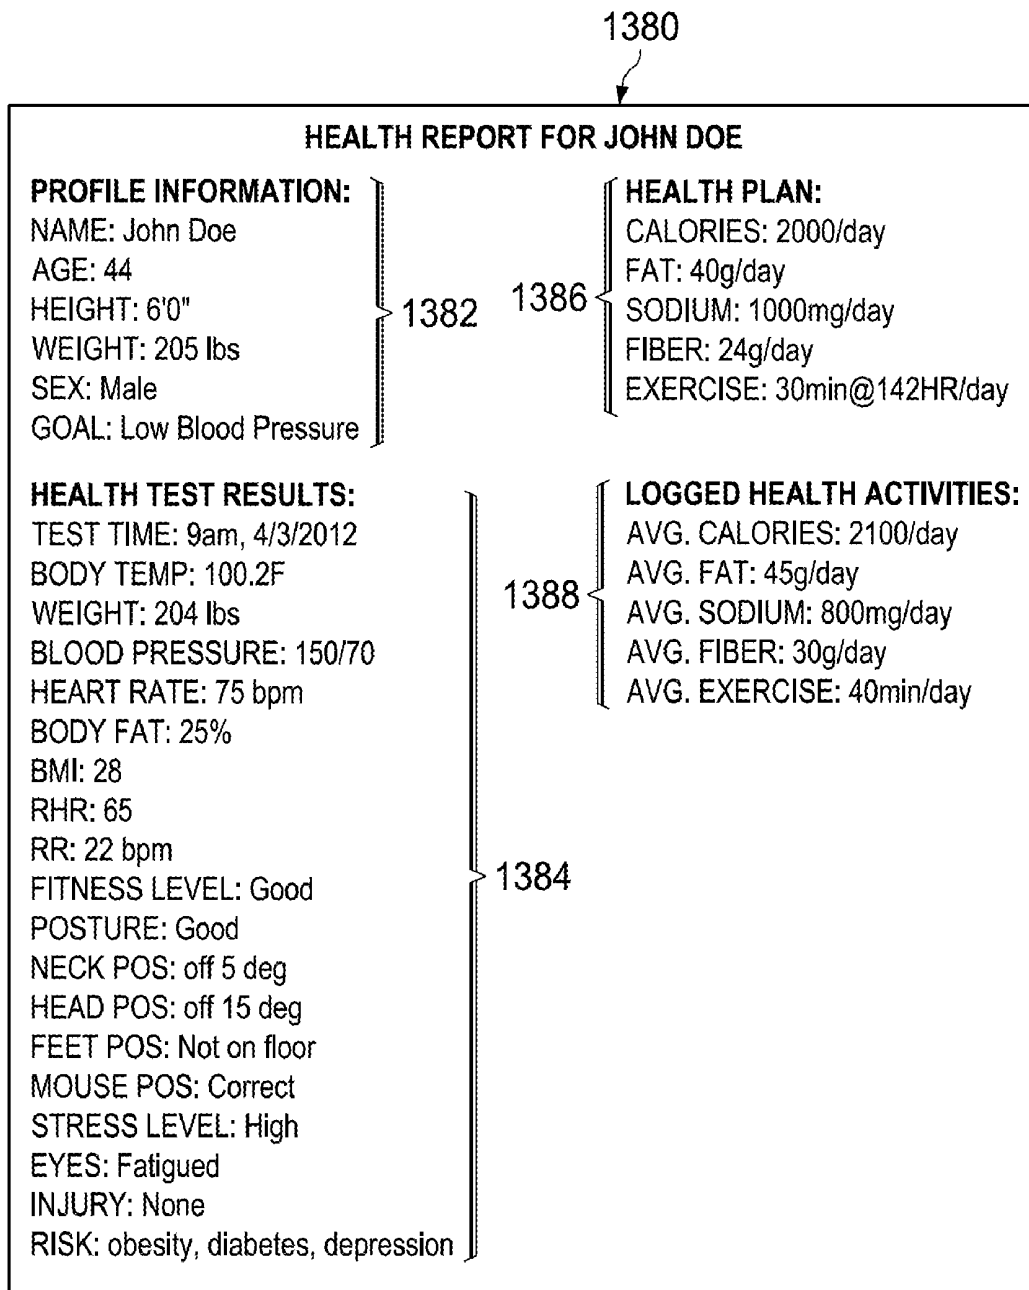 1380
HEALTH REPORT FOR JOHN DOE
PROFILE INFORMATION:
NAME: John Doe
AGE: 44
HEIGHT: 6'0"
WEIGHT: 205 lbs
SEX: Male
GOAL: Low Blood Pressure
1382
1386
HEALTH PLAN:
CALORIES: 2000/day
FAT: 40g/day
SODIUM: 1000mg/day
FIBER: 24g/day
EXERCISE: 30min@142HR/day
HEALTH TEST RESULTS:
TEST TIME: 9am, 4/3/2012
BODY TEMP: 100.2F
WEIGHT: 204 lbs
BLOOD PRESSURE: 150/70
HEART RATE: 75 bpm
BODY FAT: 25%
BMI: 28
RHR: 65
RR: 22 bpm
FITNESS LEVEL: Good
POSTURE: Good
NECK POS: off 5 deg
HEAD POS: off 15 deg
FEET POS: Not on floor
MOUSE POS: Correct
STRESS LEVEL: High
EYES: Fatigued
INJURY: None
RISK: obesity, diabetes, depression
1384
1388
LOGGED HEALTH ACTIVITIES:
AVG. CALORIES: 2100/day
AVG. FAT: 45g/day
AVG. SODIUM: 800mg/day
AVG. FIBER: 30g/day
AVG. EXERCISE: 40min/day